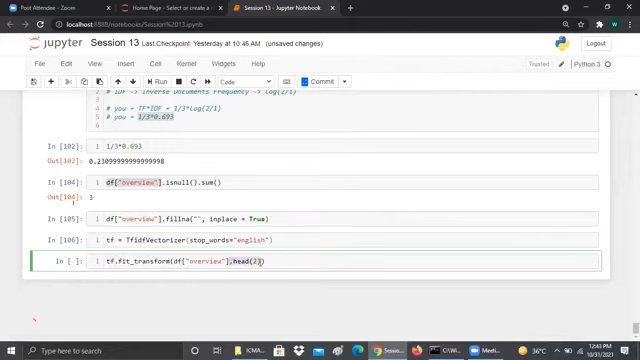 Post Attendee - Zoom
Home Page - Select or create a n
Session 13 - Jupyter Notebook
localhost:8888/notebooks/Session%2013.ipynb
jupyter Session 13 Last Checkpoint: Yesterday at 10:46 AM (unsaved changes)
Logout
File Edit View Insert Cell Kernel Widgets Help
Trusted Python 3
Run Code Commit
2 # IDF -> Inverse Documents Frequency -> log(2/1)
3
4 # you = TF*IDF = 1/3*Log(2/1)
5 # you = 1/3*0.693
6
In [102] 1 1/3*0.693
Out[102]: 0.23099999999999998
In [104] 1 df["overview"].isnull().sum()
Out[104] 3
In [105] 1 df["overview"].fillna("", inplace = True)
In [106] 1 tf = TfidfVectorizer(stop_words="english")
In [ ]: 1 tf.fit_transform(df["overview"].head(2))
Type here to search
ICMA...
Sessi...
C:\Wi...
Meeti...
36°C
12:43 PM
10/31/2021